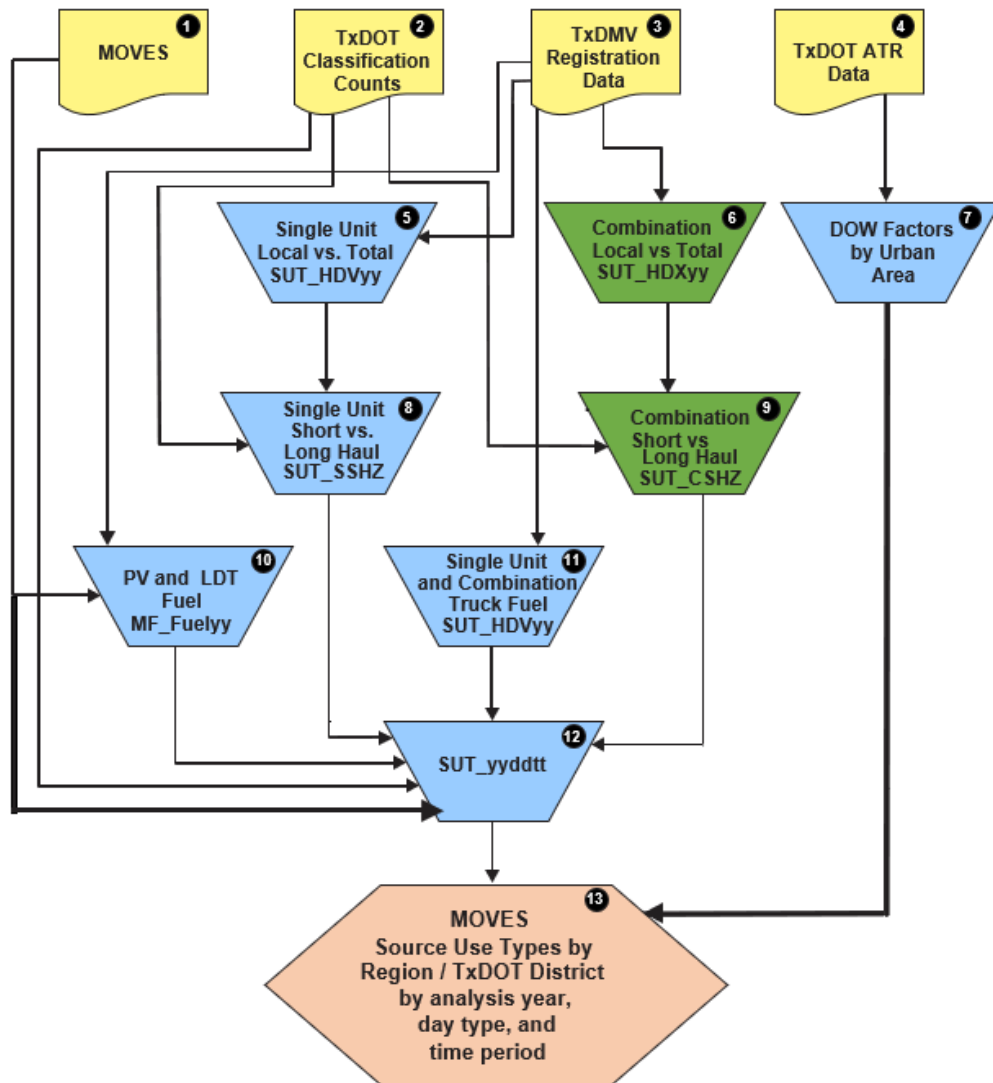 1
MOVES
2
TxDOT
Classification
Counts
3
TxDMV
Registration
Data
4
TxDOT ATR
Data
5
Single Unit
Local vs. Total
SUT_HDVyy
6
Combination
Local vs Total
SUT_HDXyy
7
DOW Factors
by Urban
Area
8
Single Unit
Short vs.
Long Haul
SUT_SSHZ
9
Combination
Short vs
Long Haul
SUT_CSHZ
10
PV and LDT
Fuel
MF_Fuelyy
11
Single Unit
and Combination
Truck Fuel
SUT_HDVyy
12
SUT_yyddtt
13
MOVES
Source Use Types by
Region / TxDOT District
by analysis year,
day type, and
time period